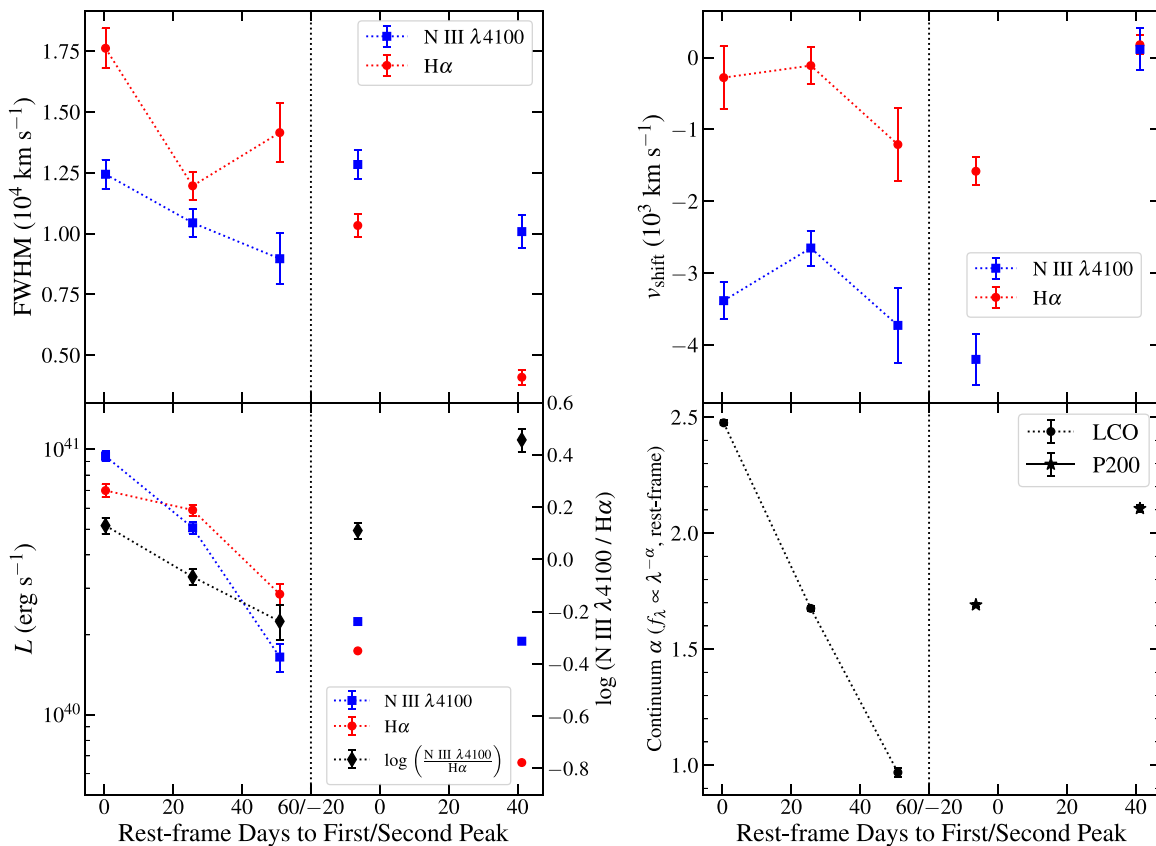 1.75
1.50
1.25
1.00
0.75
0.50
FWHM (10⁴ km s⁻¹)
N III λ4100
Hα
0
−1
−2
−3
−4
v_shift (10³ km s⁻¹)
N III λ4100
Hα
10⁴¹
10⁴⁰
L (erg s⁻¹)
0.6
0.4
0.2
0.0
−0.2
−0.4
−0.6
−0.8
log (N III λ4100 / Hα)
N III λ4100
Hα
log (N III λ4100 / Hα)
0 20 40 60/−20 0 20 40
Rest-frame Days to First/Second Peak
2.5
2.0
1.5
1.0
Continuum α (f_λ ∝ λ^−α, rest-frame)
LCO
P200
0 20 40 60/−20 0 20 40
Rest-frame Days to First/Second Peak